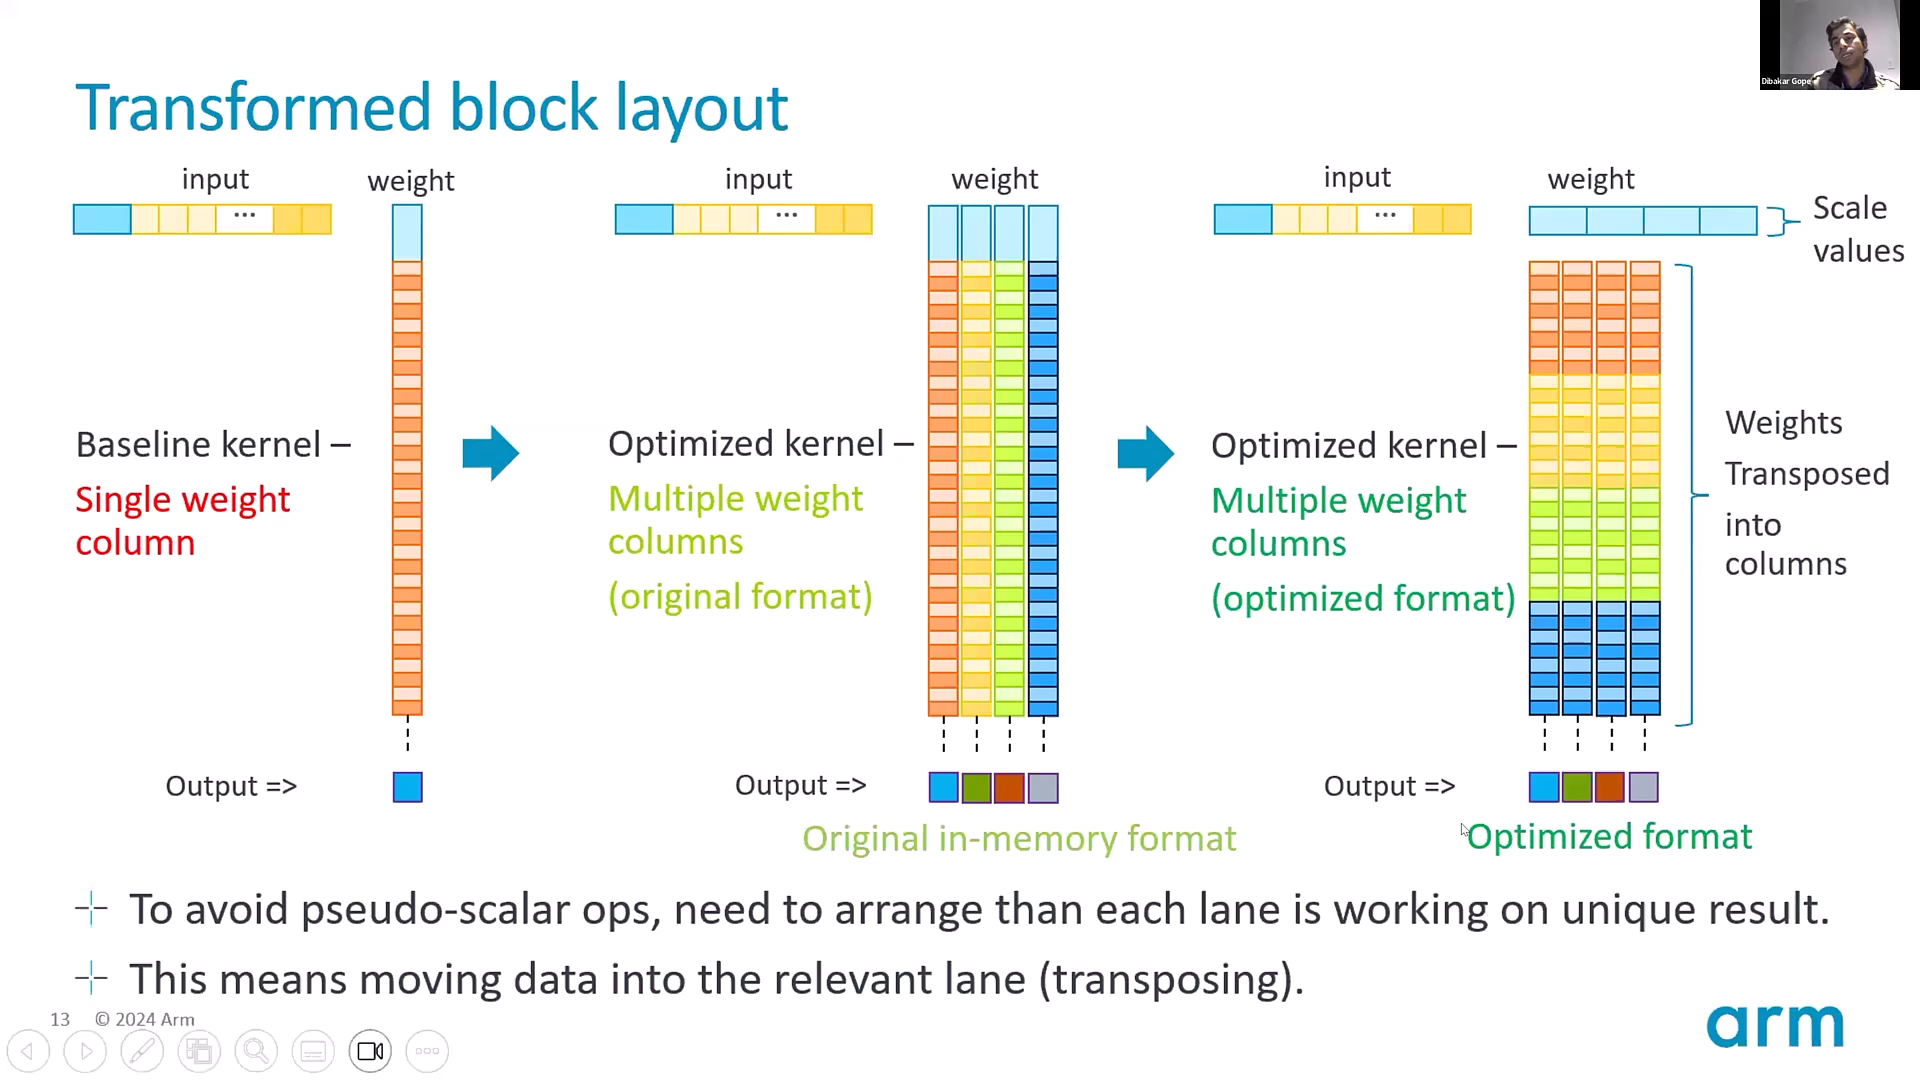 Dibakar Gope
Transformed block layout
input
weight
...
Baseline kernel –
Single weight
column
Output =>
input
weight
...
Optimized kernel –
Multiple weight
columns
(original format)
Output =>
Original in-memory format
input
weight
...
Scale
values
Optimized kernel –
Multiple weight
columns
(optimized format)
Weights
Transposed
into
columns
Output =>
Optimized format
To avoid pseudo-scalar ops, need to arrange than each lane is working on unique result.
This means moving data into the relevant lane (transposing).
13 © 2024 Arm
arm